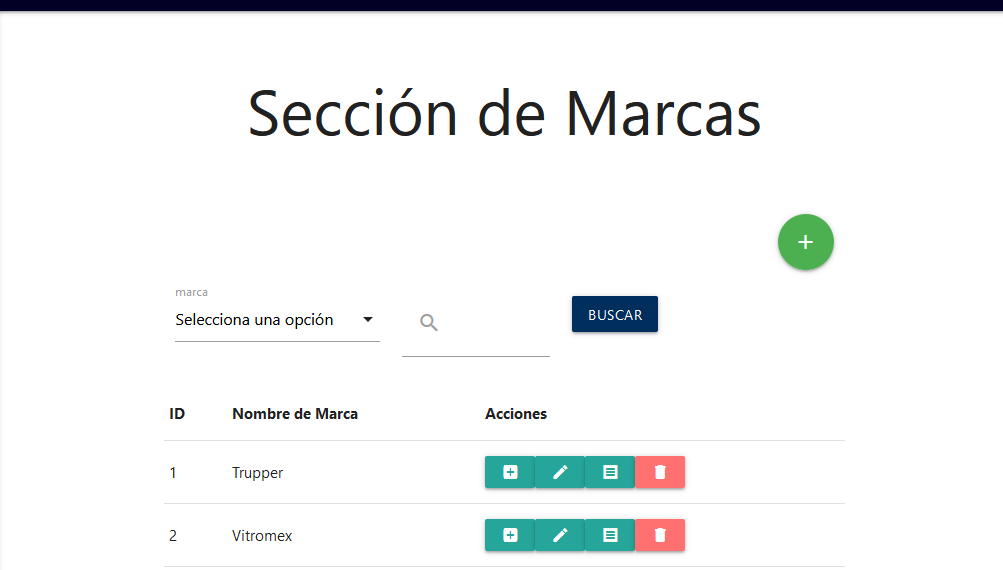 Sección de Marcas
+
marca
Selecciona una opción
BUSCAR
ID Nombre de Marca Acciones
1 Trupper
2 Vitromex